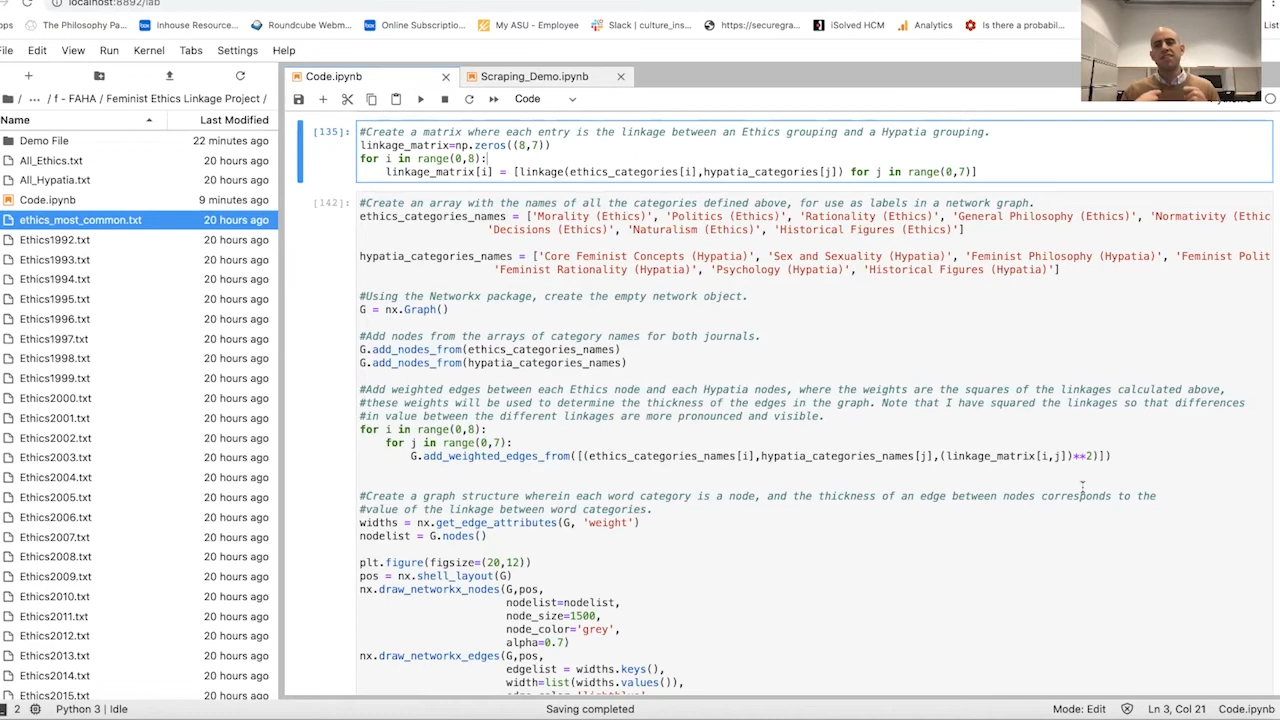 localhost:8892/lab
The Philosophy Pa...
Inhouse Resource...
Roundcube Webm...
Online Subscriptio...
My ASU - Employee
Slack | culture_ins...
https://securegra...
iSolved HCM
Analytics
Is there a probabil...
List
File Edit View Run Kernel Tabs Settings Help
Code.ipynb
Scraping_Demo.ipynb
Code
/ ... / f - FAHA / Feminist Ethics Linkage Project /
Name Last Modified
Demo File 22 minutes ago
All_Ethics.txt 20 hours ago
All_Hypatia.txt 20 hours ago
Code.ipynb 9 minutes ago
ethics_most_common.txt 20 hours ago
Ethics1992.txt 20 hours ago
Ethics1993.txt 20 hours ago
Ethics1994.txt 20 hours ago
Ethics1995.txt 20 hours ago
Ethics1996.txt 20 hours ago
Ethics1997.txt 20 hours ago
Ethics1998.txt 20 hours ago
Ethics1999.txt 20 hours ago
Ethics2000.txt 20 hours ago
Ethics2001.txt 20 hours ago
Ethics2002.txt 20 hours ago
Ethics2003.txt 20 hours ago
Ethics2004.txt 20 hours ago
Ethics2005.txt 20 hours ago
Ethics2006.txt 20 hours ago
Ethics2007.txt 20 hours ago
Ethics2008.txt 20 hours ago
Ethics2009.txt 20 hours ago
Ethics2010.txt 20 hours ago
Ethics2011.txt 20 hours ago
Ethics2012.txt 20 hours ago
Ethics2013.txt 20 hours ago
Ethics2014.txt 20 hours ago
Ethics2015.txt 20 hours ago
[135]: #Create a matrix where each entry is the linkage between an Ethics grouping and a Hypatia grouping.
linkage_matrix=np.zeros((8,7))
for i in range(0,8):
linkage_matrix[i] = [linkage(ethics_categories[i],hypatia_categories[j]) for j in range(0,7)]
[142]: #Create an array with the names of all the categories defined above, for use as labels in a network graph.
ethics_categories_names = ['Morality (Ethics)', 'Politics (Ethics)', 'Rationality (Ethics)', 'General Philosophy (Ethics)', 'Normativity (Ethic
'Decisions (Ethics)', 'Naturalism (Ethics)', 'Historical Figures (Ethics)']
hypatia_categories_names = ['Core Feminist Concepts (Hypatia)', 'Sex and Sexuality (Hypatia)', 'Feminist Philosophy (Hypatia)', 'Feminist Polit
'Feminist Rationality (Hypatia)', 'Psychology (Hypatia)', 'Historical Figures (Hypatia)']
#Using the Networkx package, create the empty network object.
G = nx.Graph()
#Add nodes from the arrays of category names for both journals.
G.add_nodes_from(ethics_categories_names)
G.add_nodes_from(hypatia_categories_names)
#Add weighted edges between each Ethics node and each Hypatia nodes, where the weights are the squares of the linkages calculated above,
#these weights will be used to determine the thickness of the edges in the graph. Note that I have squared the linkages so that differences
#in value between the different linkages are more pronounced and visible.
for i in range(0,8):
for j in range(0,7):
G.add_weighted_edges_from([(ethics_categories_names[i],hypatia_categories_names[j],(linkage_matrix[i,j])**2)])
#Create a graph structure wherein each word category is a node, and the thickness of an edge between nodes corresponds to the
#value of the linkage between word categories.
widths = nx.get_edge_attributes(G, 'weight')
nodelist = G.nodes()
plt.figure(figsize=(20,12))
pos = nx.shell_layout(G)
nx.draw_networkx_nodes(G,pos,
nodelist=nodelist,
node_size=1500,
node_color='grey',
alpha=0.7)
nx.draw_networkx_edges(G,pos,
edgelist = widths.keys(),
width=list(widths.values()),
2 Python 3 | Idle
Saving completed
Mode: Edit
Ln 3, Col 21
Code.ipynb